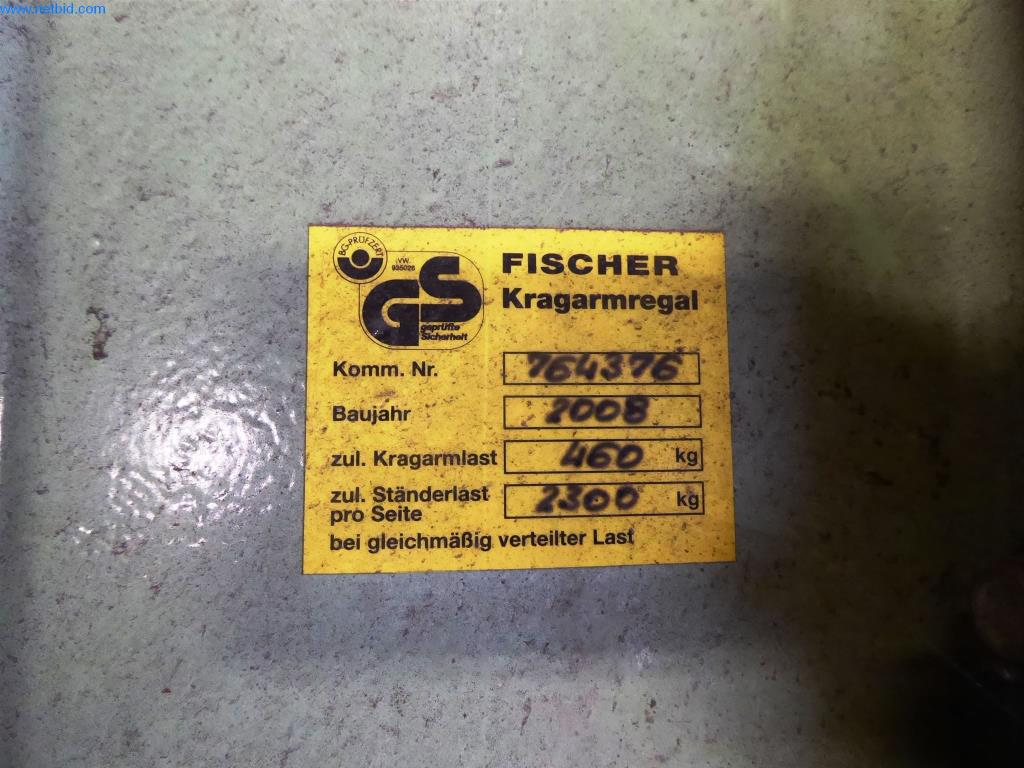 www.netbid.com
BG-PRÜFZERT
VW.
935026
GS
geprüfte
Sicherheit
FISCHER
Kragarmregal
Komm. Nr. 764376
Baujahr 2008
zul. Kragarmlast 460 kg
zul. Ständerlast
pro Seite 2300 kg
bei gleichmäßig verteilter Last